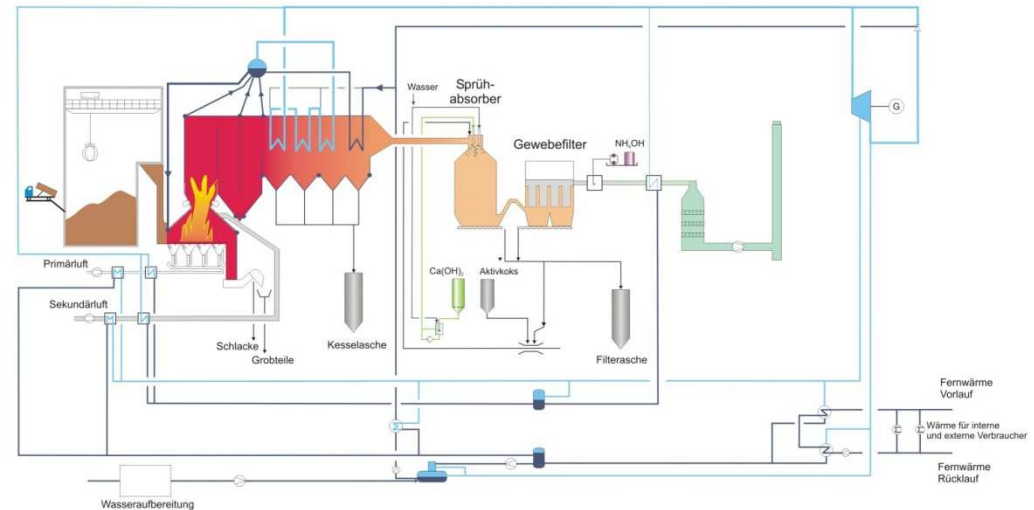 Wasser
Sprüh-
absorber
Gewebefilter
NH₄OH
G
Primärluft
Sekundärluft
Schlacke
Grobteile
Kesselasche
Ca(OH)₂
Aktivkoks
Filterasche
Fernwärme
Vorlauf
Wärme für interne
und externe Verbraucher
Fernwärme
Rücklauf
Wasseraufbereitung